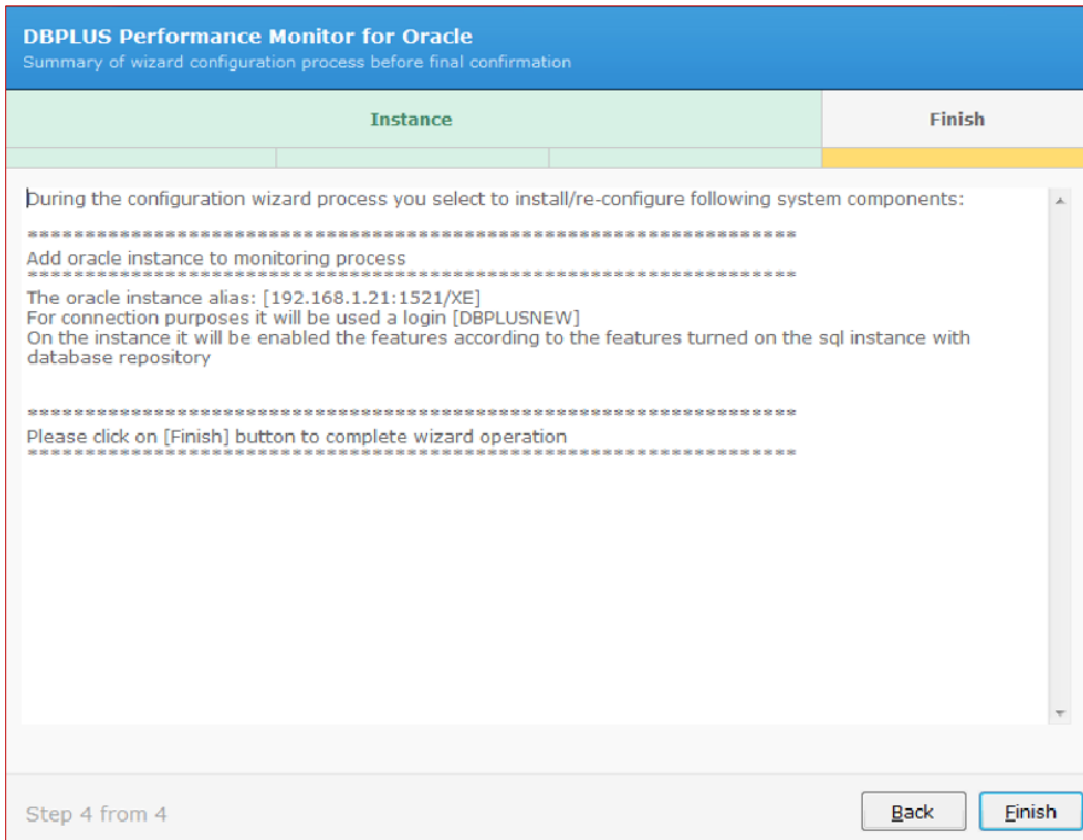 DBPLUS Performance Monitor for Oracle
Summary of wizard configuration process before final confirmation
Instance
Finish
During the configuration wizard process you select to install/re-configure following system components:
==================================================================
Add oracle instance to monitoring process
==================================================================
The oracle instance alias: [192.168.1.21:1521/XE]
For connection purposes it will be used a login [DBPLUSNEW]
On the instance it will be enabled the features according to the features turned on the sql instance with
database repository
==================================================================
Please click on [Finish] button to complete wizard operation
==================================================================
Step 4 from 4
Back
Finish